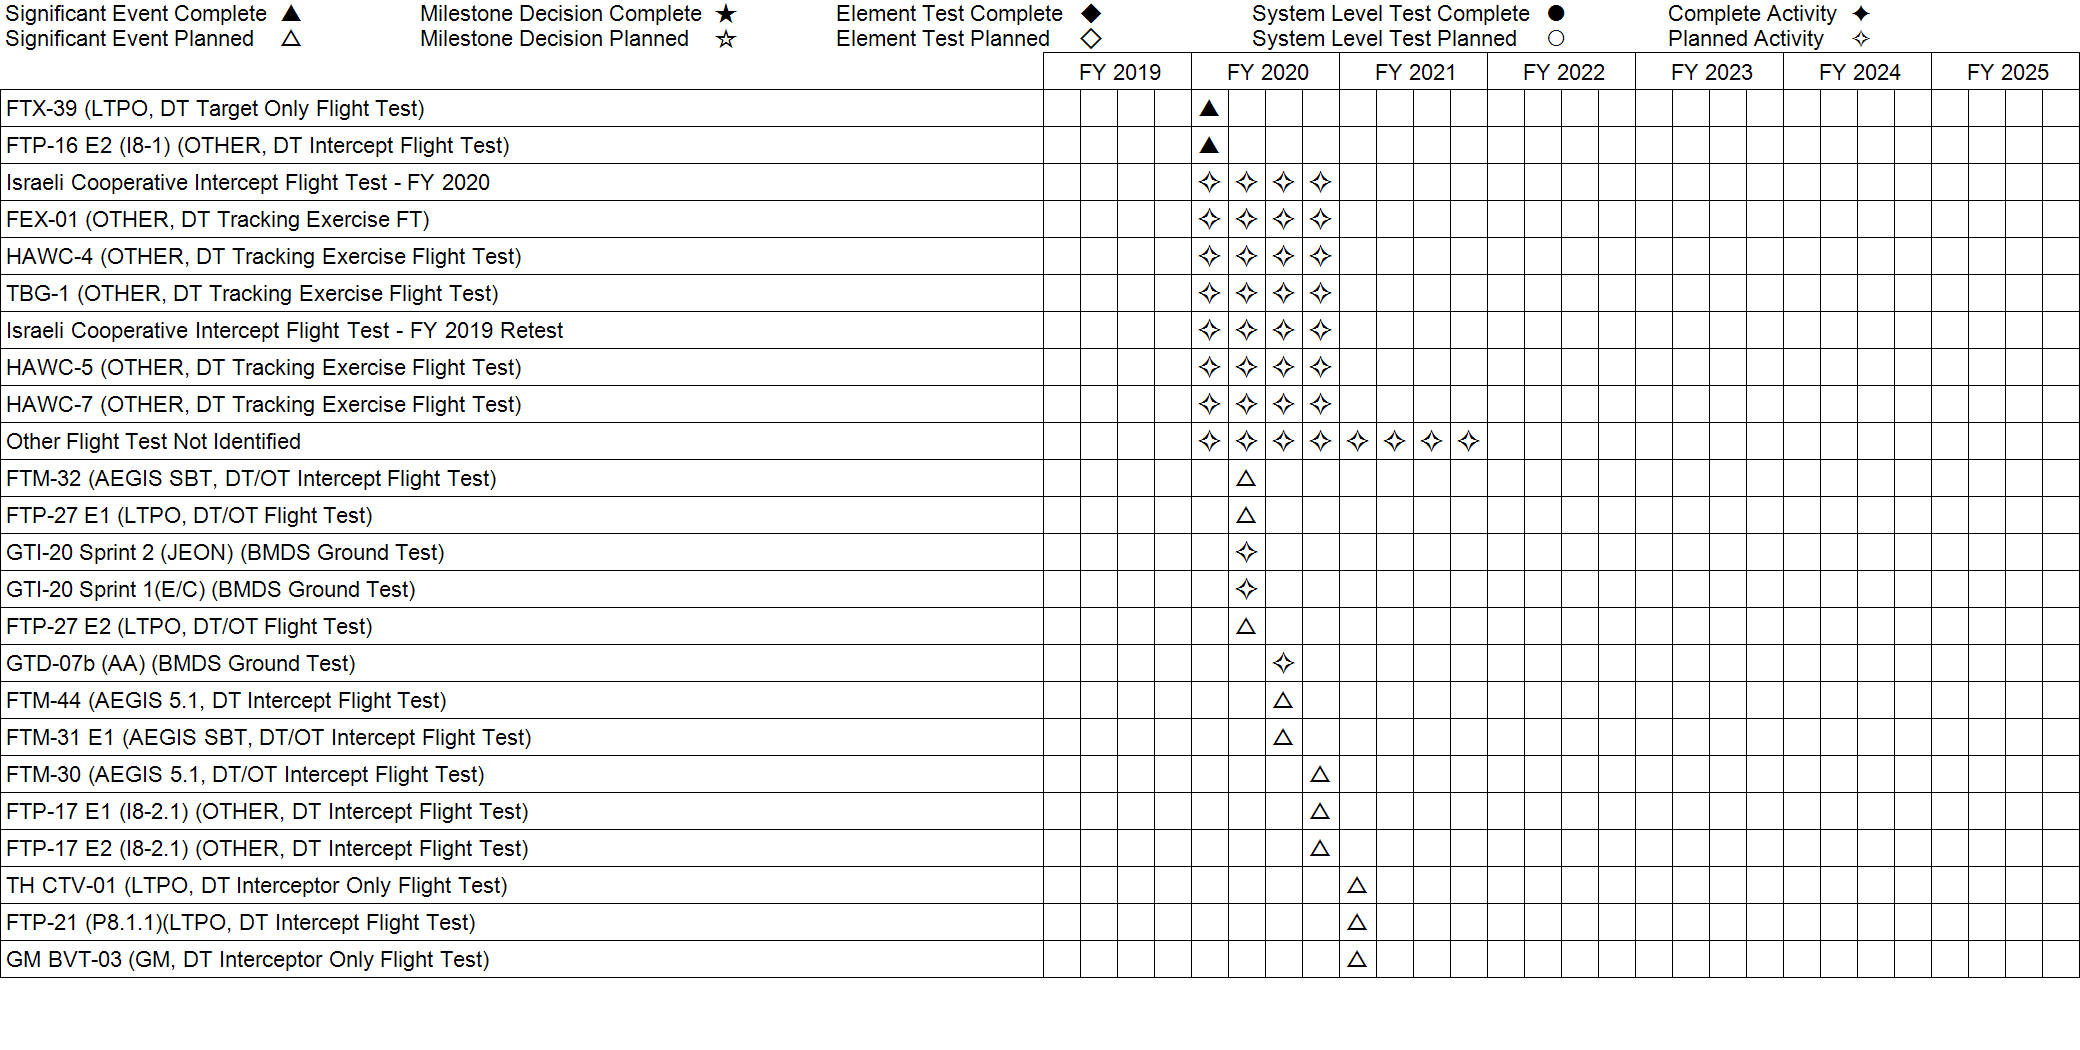 Significant Event Complete ▲ Milestone Decision Complete ★ Element Test Complete ◆ System Level Test Complete ● Complete Activity ✦
Significant Event Planned △ Milestone Decision Planned ☆ Element Test Planned ◇ System Level Test Planned ○ Planned Activity ✧
FY 2019 FY 2020 FY 2021 FY 2022 FY 2023 FY 2024 FY 2025
FTX-39 (LTPO, DT Target Only Flight Test) ▲
FTP-16 E2 (I8-1) (OTHER, DT Intercept Flight Test) ▲
Israeli Cooperative Intercept Flight Test - FY 2020 ✧ ✧ ✧ ✧
FEX-01 (OTHER, DT Tracking Exercise FT) ✧ ✧ ✧ ✧
HAWC-4 (OTHER, DT Tracking Exercise Flight Test) ✧ ✧ ✧ ✧
TBG-1 (OTHER, DT Tracking Exercise Flight Test) ✧ ✧ ✧ ✧
Israeli Cooperative Intercept Flight Test - FY 2019 Retest ✧ ✧ ✧ ✧
HAWC-5 (OTHER, DT Tracking Exercise Flight Test) ✧ ✧ ✧ ✧
HAWC-7 (OTHER, DT Tracking Exercise Flight Test) ✧ ✧ ✧ ✧
Other Flight Test Not Identified ✧ ✧ ✧ ✧ ✧ ✧ ✧ ✧
FTM-32 (AEGIS SBT, DT/OT Intercept Flight Test) △
FTP-27 E1 (LTPO, DT/OT Flight Test) △
GTI-20 Sprint 2 (JEON) (BMDS Ground Test) ✧
GTI-20 Sprint 1(E/C) (BMDS Ground Test) ✧
FTP-27 E2 (LTPO, DT/OT Flight Test) △
GTD-07b (AA) (BMDS Ground Test) ✧
FTM-44 (AEGIS 5.1, DT Intercept Flight Test) △
FTM-31 E1 (AEGIS SBT, DT/OT Intercept Flight Test) △
FTM-30 (AEGIS 5.1, DT/OT Intercept Flight Test) △
FTP-17 E1 (I8-2.1) (OTHER, DT Intercept Flight Test) △
FTP-17 E2 (I8-2.1) (OTHER, DT Intercept Flight Test) △
TH CTV-01 (LTPO, DT Interceptor Only Flight Test) △
FTP-21 (P8.1.1)(LTPO, DT Intercept Flight Test) △
GM BVT-03 (GM, DT Interceptor Only Flight Test) △